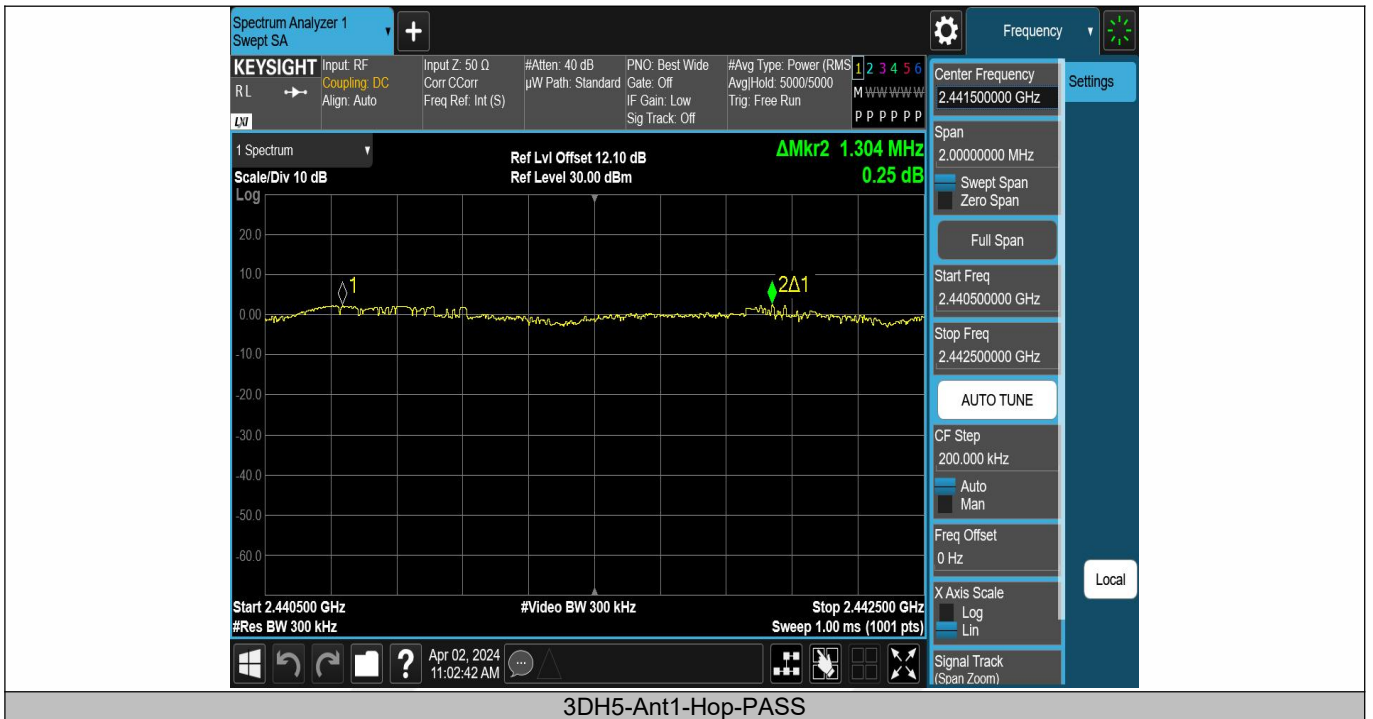 Spectrum Analyzer 1
Swept SA
Frequency
KEYSIGHT
RL
LXI
Input: RF
Coupling: DC
Align: Auto
Input Z: 50 Ω
Corr CCorr
Freq Ref: Int (S)
#Atten: 40 dB
µW Path: Standard
PNO: Best Wide
Gate: Off
IF Gain: Low
Sig Track: Off
#Avg Type: Power (RMS
Avg|Hold: 5000/5000
Trig: Free Run
1 2 3 4 5 6
M W W W W W
P P P P P P
1 Spectrum
Scale/Div 10 dB
Log
Ref Lvl Offset 12.10 dB
Ref Level 30.00 dBm
ΔMkr2 1.304 MHz
0.25 dB
20.0
10.0
0.00
-10.0
-20.0
-30.0
-40.0
-50.0
-60.0
1
2Δ1
Start 2.440500 GHz
#Res BW 300 kHz
#Video BW 300 kHz
Stop 2.442500 GHz
Sweep 1.00 ms (1001 pts)
Center Frequency
2.441500000 GHz
Settings
Span
2.00000000 MHz
Swept Span
Zero Span
Full Span
Start Freq
2.440500000 GHz
Stop Freq
2.442500000 GHz
AUTO TUNE
CF Step
200.000 kHz
Auto
Man
Freq Offset
0 Hz
Local
X Axis Scale
Log
Lin
Signal Track
(Span Zoom)
?
Apr 02, 2024
11:02:42 AM
3DH5-Ant1-Hop-PASS